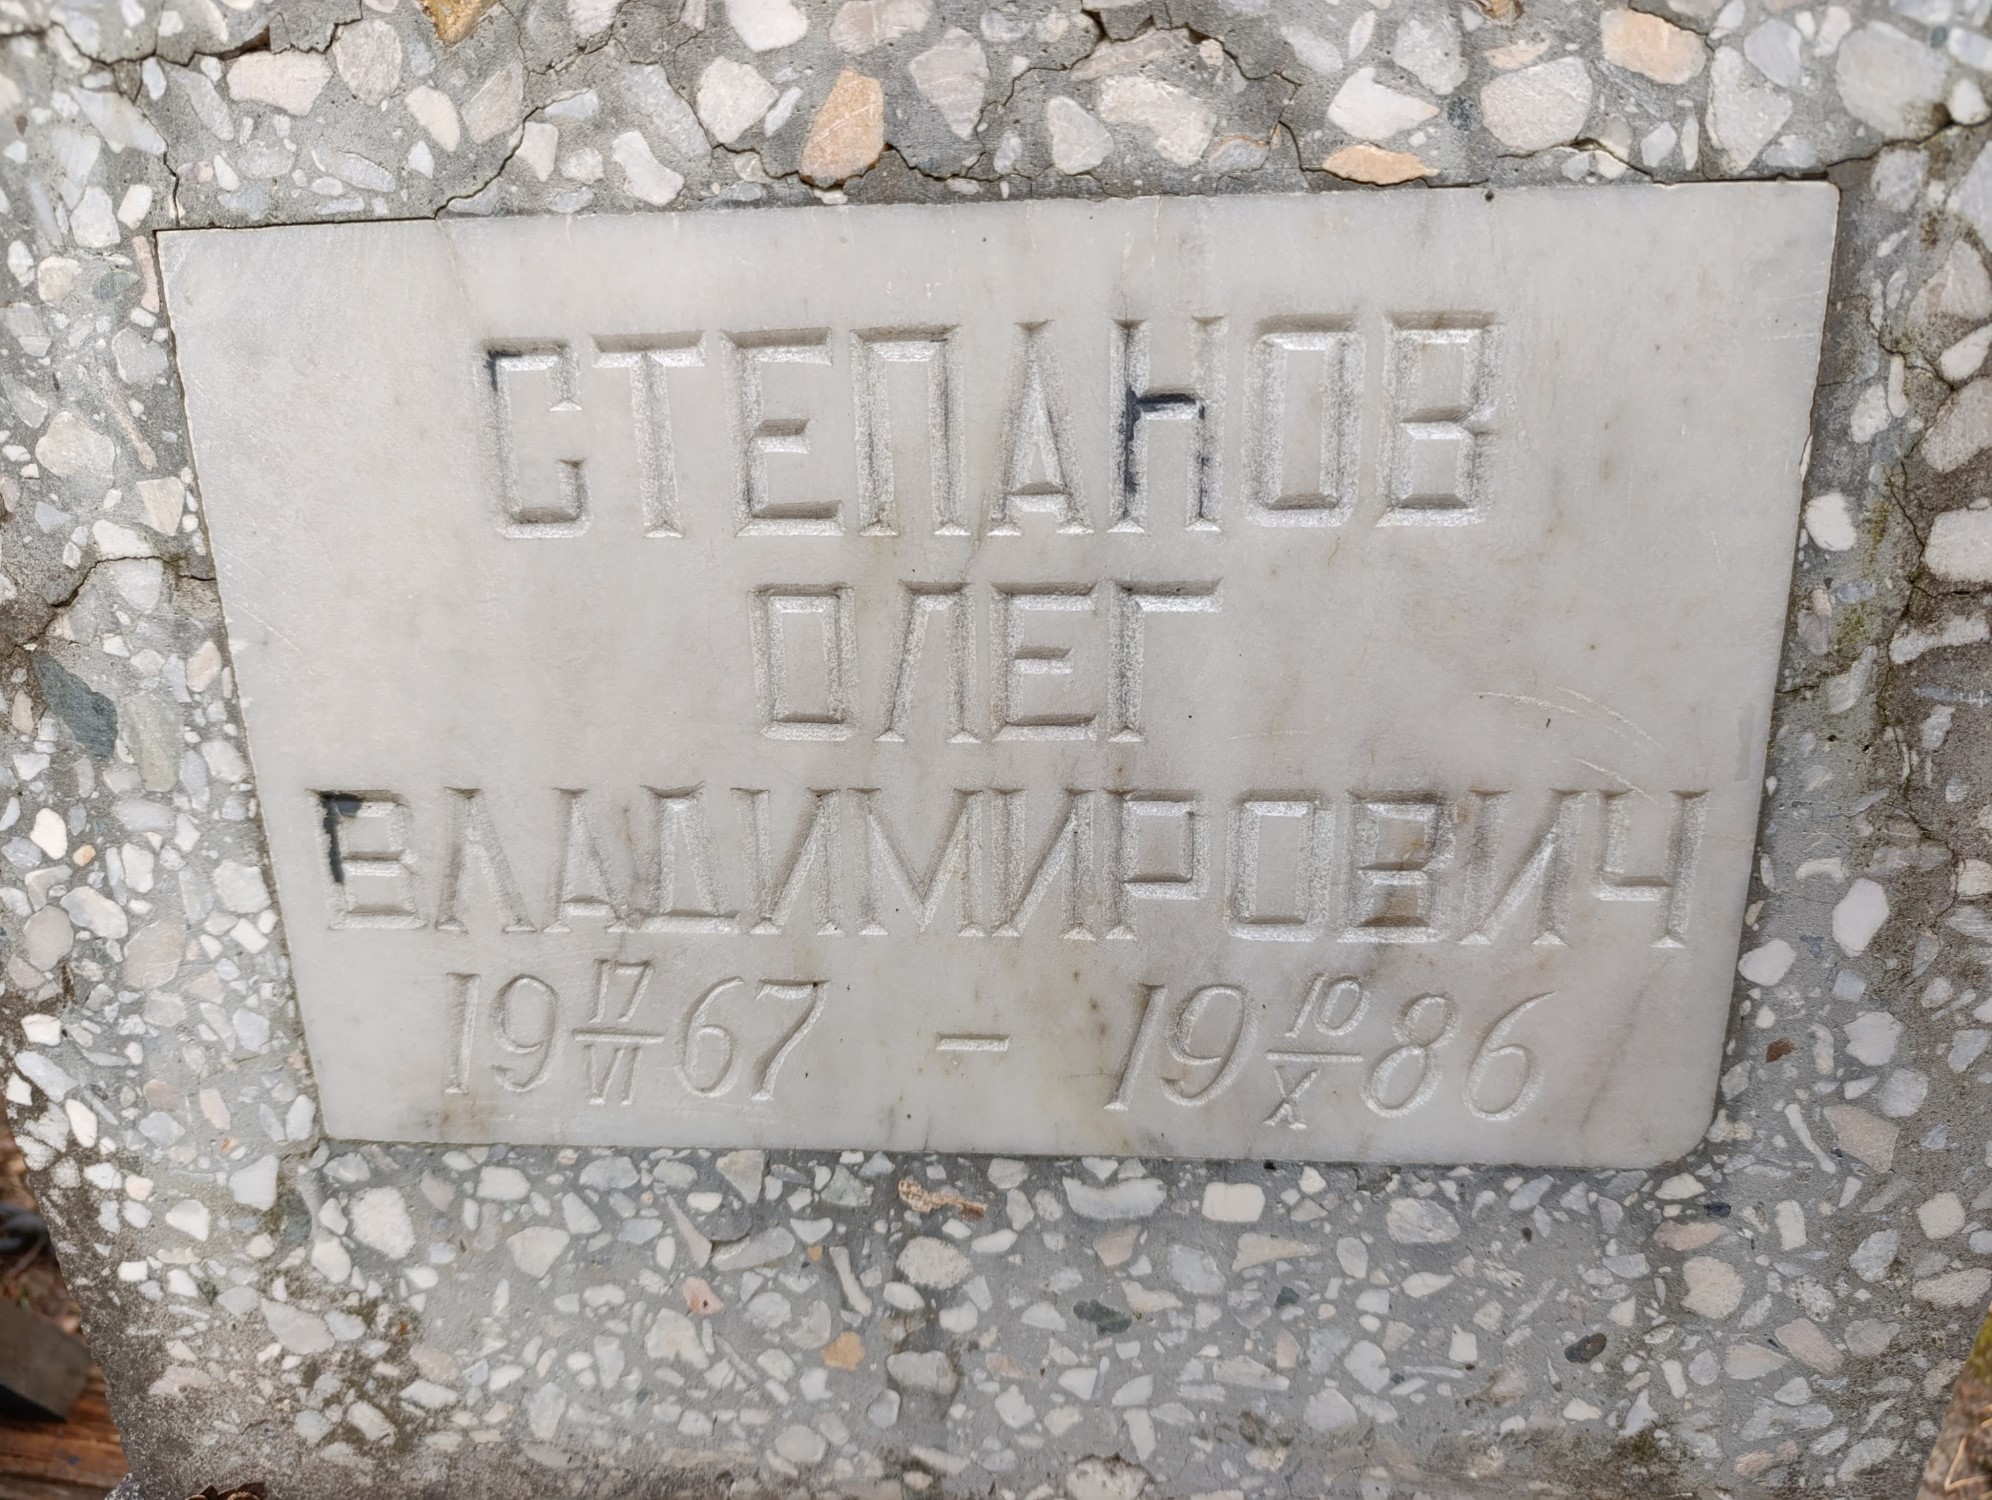 СТЕПАНОВ
ОЛЕГ
ВЛАДИМИРОВИЧ
19 17/VI 67 – 19 10/X 86